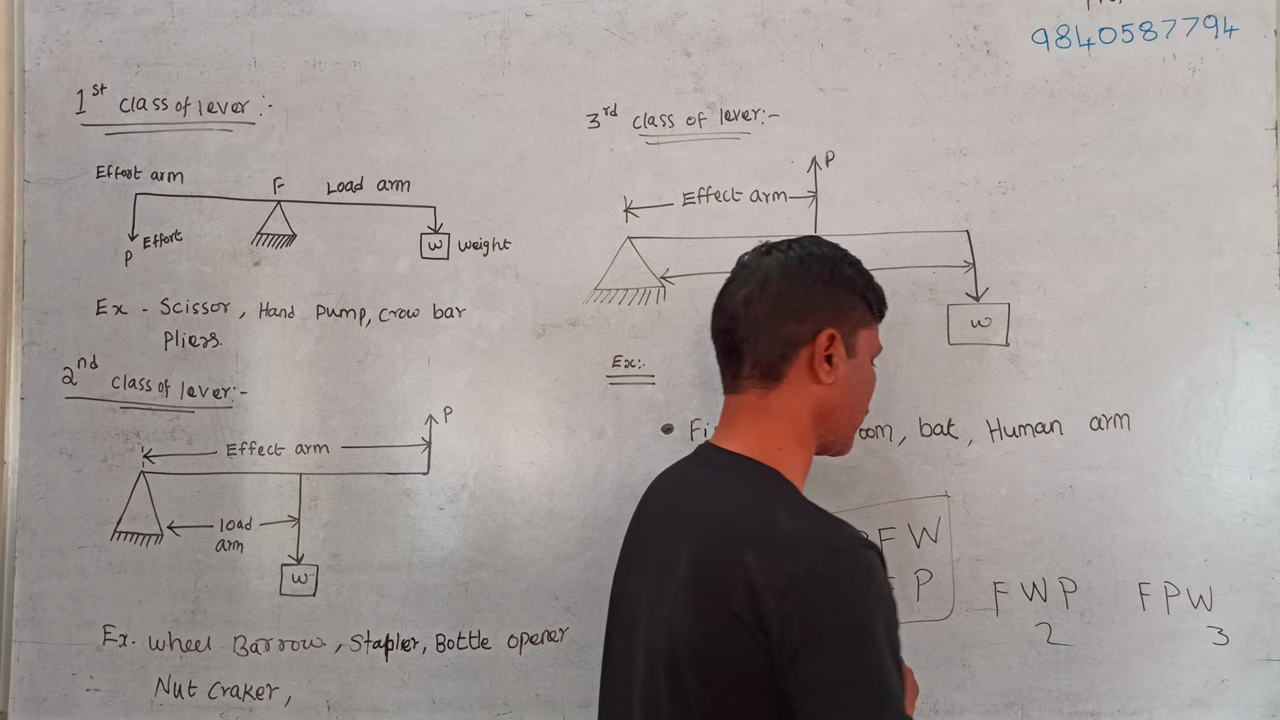 9840587794
1st class of lever :-
Effort arm
F
Load arm
P
Effort
W
weight
Ex - Scissor, Hand Pump, Crow bar
Pliers.
2nd class of lever:-
P
Effect arm
load
arm
W
Ex. Wheel Barrow, Stapler, Bottle opener
Nut Craker,
3rd class of lever:-
P
Effect arm
W
Ex:-
bat, Human arm
F W
P
F W P
2
F P W
3